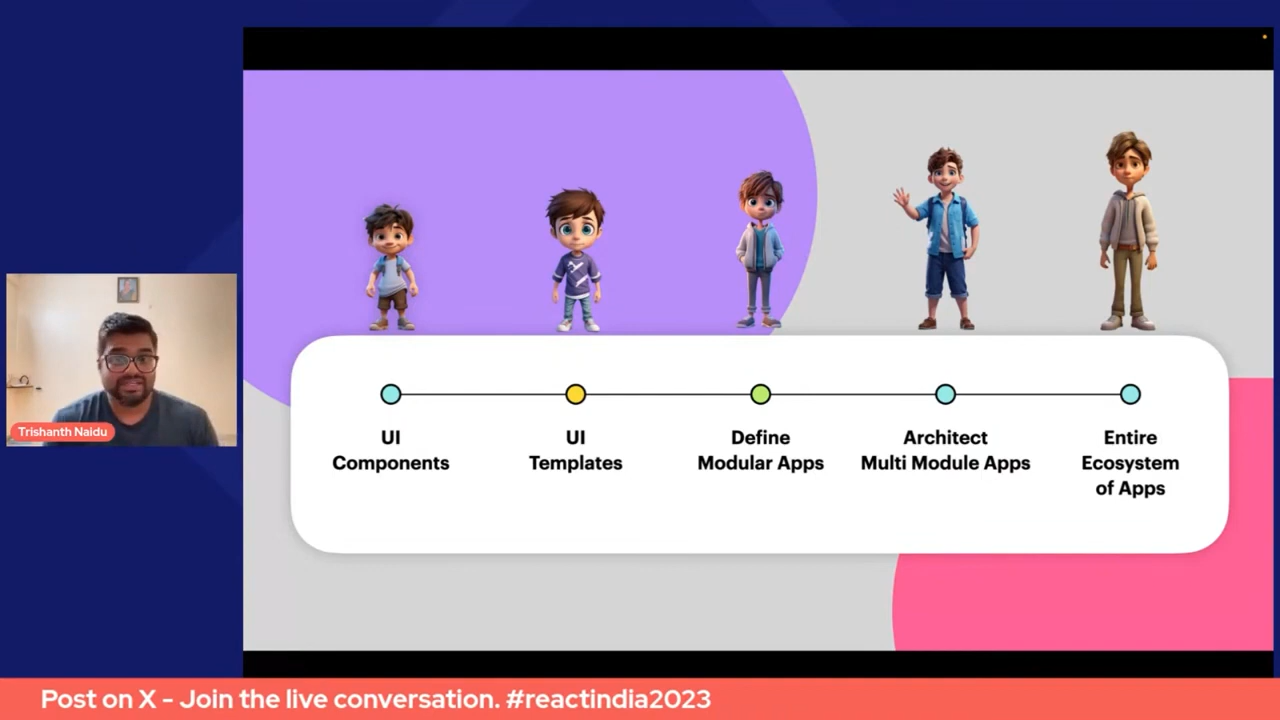 UI
Components
UI
Templates
Define
Modular Apps
Architect
Multi Module Apps
Entire
Ecosystem
of Apps
Trishanth Naidu
Post on X - Join the live conversation. #reactindia2023